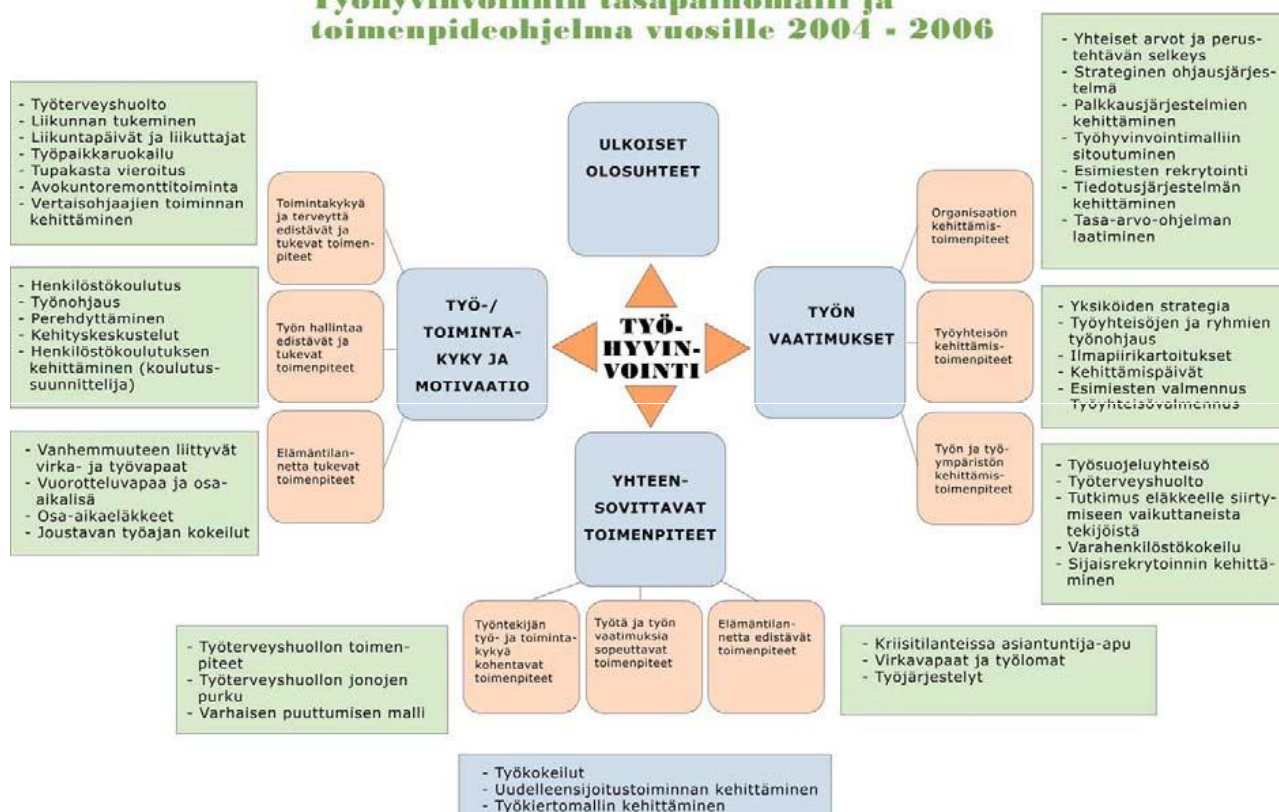 Työhyvinvoinnin tasapainomalli ja
toimenpideohjelma vuosille 2004 - 2006
- Työterveyshuolto
- Liikunnan tukeminen
- Liikuntapäivät ja liikuttajat
- Työpaikkaruokailu
- Tupakasta vieroitus
- Avokuntoremonttitoiminta
- Vertaisohjaajien toiminnan
kehittäminen
- Henkilöstökoulutus
- Työnohjaus
- Perehdyttäminen
- Kehityskeskustelut
- Henkilöstökoulutuksen
kehittäminen (koulutus-
suunnittelija)
- Vanhemmuuteen liittyvät
virka- ja työvapaat
- Vuorotteluvapaa ja osa-
aikalisä
- Osa-aikaeläkkeet
- Joustavan työajan kokeilut
Toimintakykyä
ja terveyttä
edistävät ja
tukevat toimen-
piteet
Työn hallintaa
edistävät ja
tukevat
toimenpiteet
Elämäntilan-
netta tukevat
toimenpiteet
TYÖ-/
TOIMINTA-
KYKY JA
MOTIVAATIO
ULKOISET
OLOSUHTEET
TYÖ-
HYVIN-
VOINTI
TYÖN
VAATIMUKSET
Organisaation
kehittämis-
toimenpiteet
Työyhteisön
kehittämis-
toimenpiteet
Työn ja työ-
ympäristön
kehittämis-
toimenpiteet
- Yhteiset arvot ja perus-
tehtävän selkeys
- Strateginen ohjausjärjes-
telmä
- Palkkausjärjestelmien
kehittäminen
- Työhyvinvointimalliin
sitoutuminen
- Esimiesten rekrytointi
- Tiedotusjärjestelmän
kehittäminen
- Tasa-arvo-ohjelman
laatiminen
- Yksiköiden strategia
- Työyhteisöjen ja ryhmien
työnohjaus
- Ilmapiirikartoitukset
- Kehittämispäivät
- Esimiesten valmennus
- Työyhteisövalmennus
- Työsuojeluyhteisö
- Työterveyshuolto
- Tutkimus eläkkeelle siirty-
miseen vaikuttaneista
tekijöistä
- Varahenkilöstökokeilu
- Sijaisrekrytoinnin kehittä-
minen
YHTEEN-
SOVITTAVAT
TOIMENPITEET
Työntekijän
työ- ja toiminta-
kykyä
kohentavat
toimenpiteet
Työtä ja työn
vaatimuksia
sopeuttavat
toimenpiteet
Elämäntilan-
netta edistävät
toimenpiteet
- Työterveyshuollon toimen-
piteet
- Työterveyshuollon jonojen
purku
- Varhaisen puuttumisen malli
- Kriisitilanteissa asiantuntija-apu
- Virkavapaat ja työlomat
- Työjärjestelyt
- Työkokeilut
- Uudelleensijoitustoiminnan kehittäminen
- Työkiertomallin kehittäminen